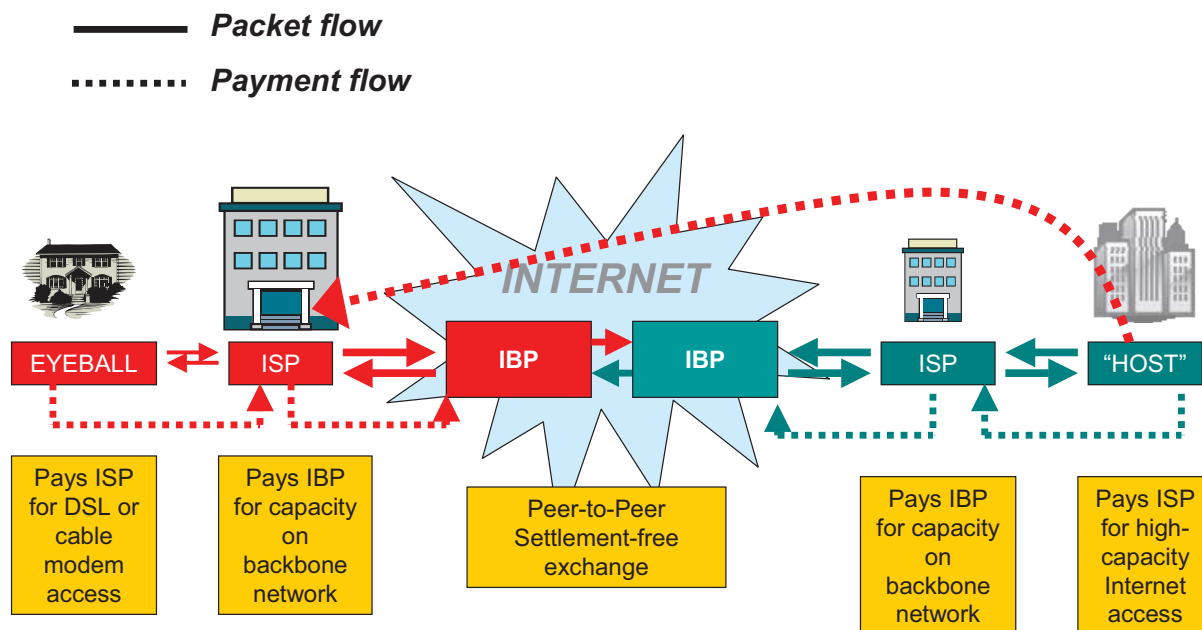 Packet flow
Payment flow
INTERNET
EYEBALL
ISP
IBP
IBP
ISP
“HOST”
Pays ISP
for DSL or
cable
modem
access
Pays IBP
for capacity
on
backbone
network
Peer-to-Peer
Settlement-free
exchange
Pays IBP
for capacity
on
backbone
network
Pays ISP
for high-
capacity
Internet
access